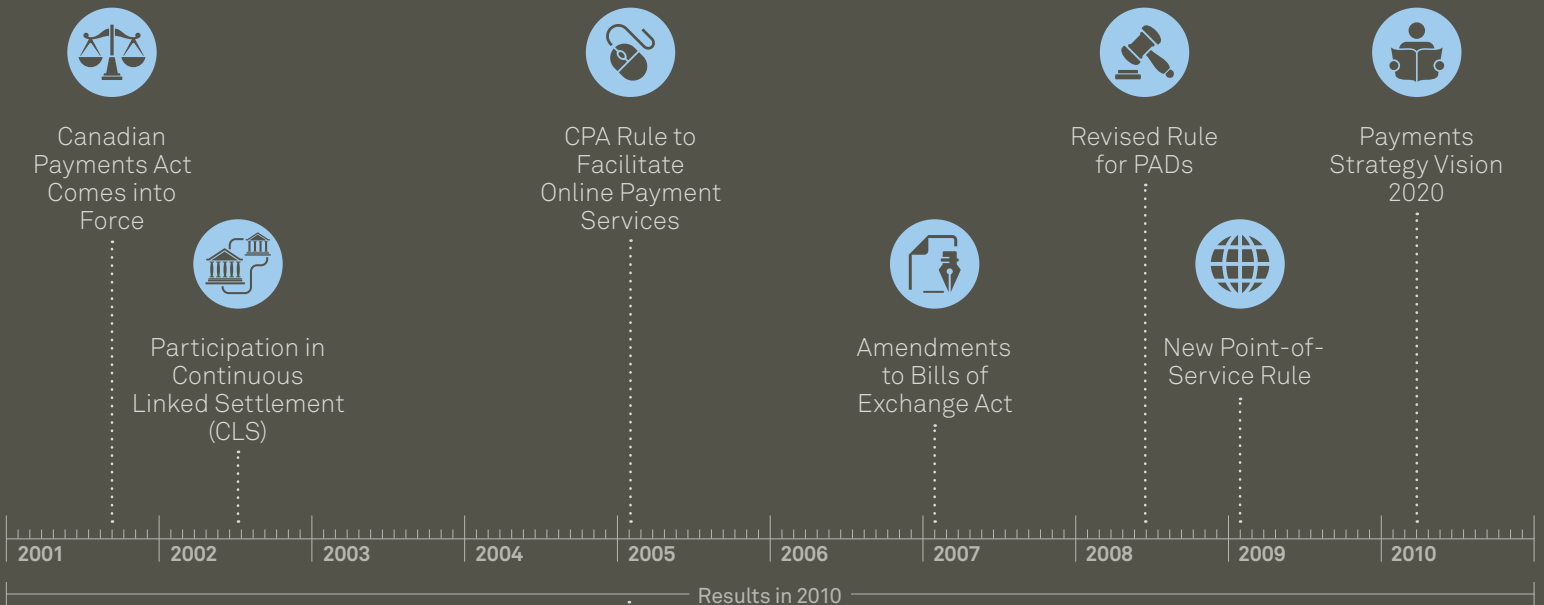 Canadian
Payments Act
Comes into
Force
Participation in
Continuous
Linked Settlement
(CLS)
CPA Rule to
Facilitate
Online Payment
Services
Amendments
to Bills of
Exchange Act
Revised Rule
for PADs
New Point-of-
Service Rule
Payments
Strategy Vision
2020
2001 2002 2003 2004 2005 2006 2007 2008 2009 2010
Results in 2010